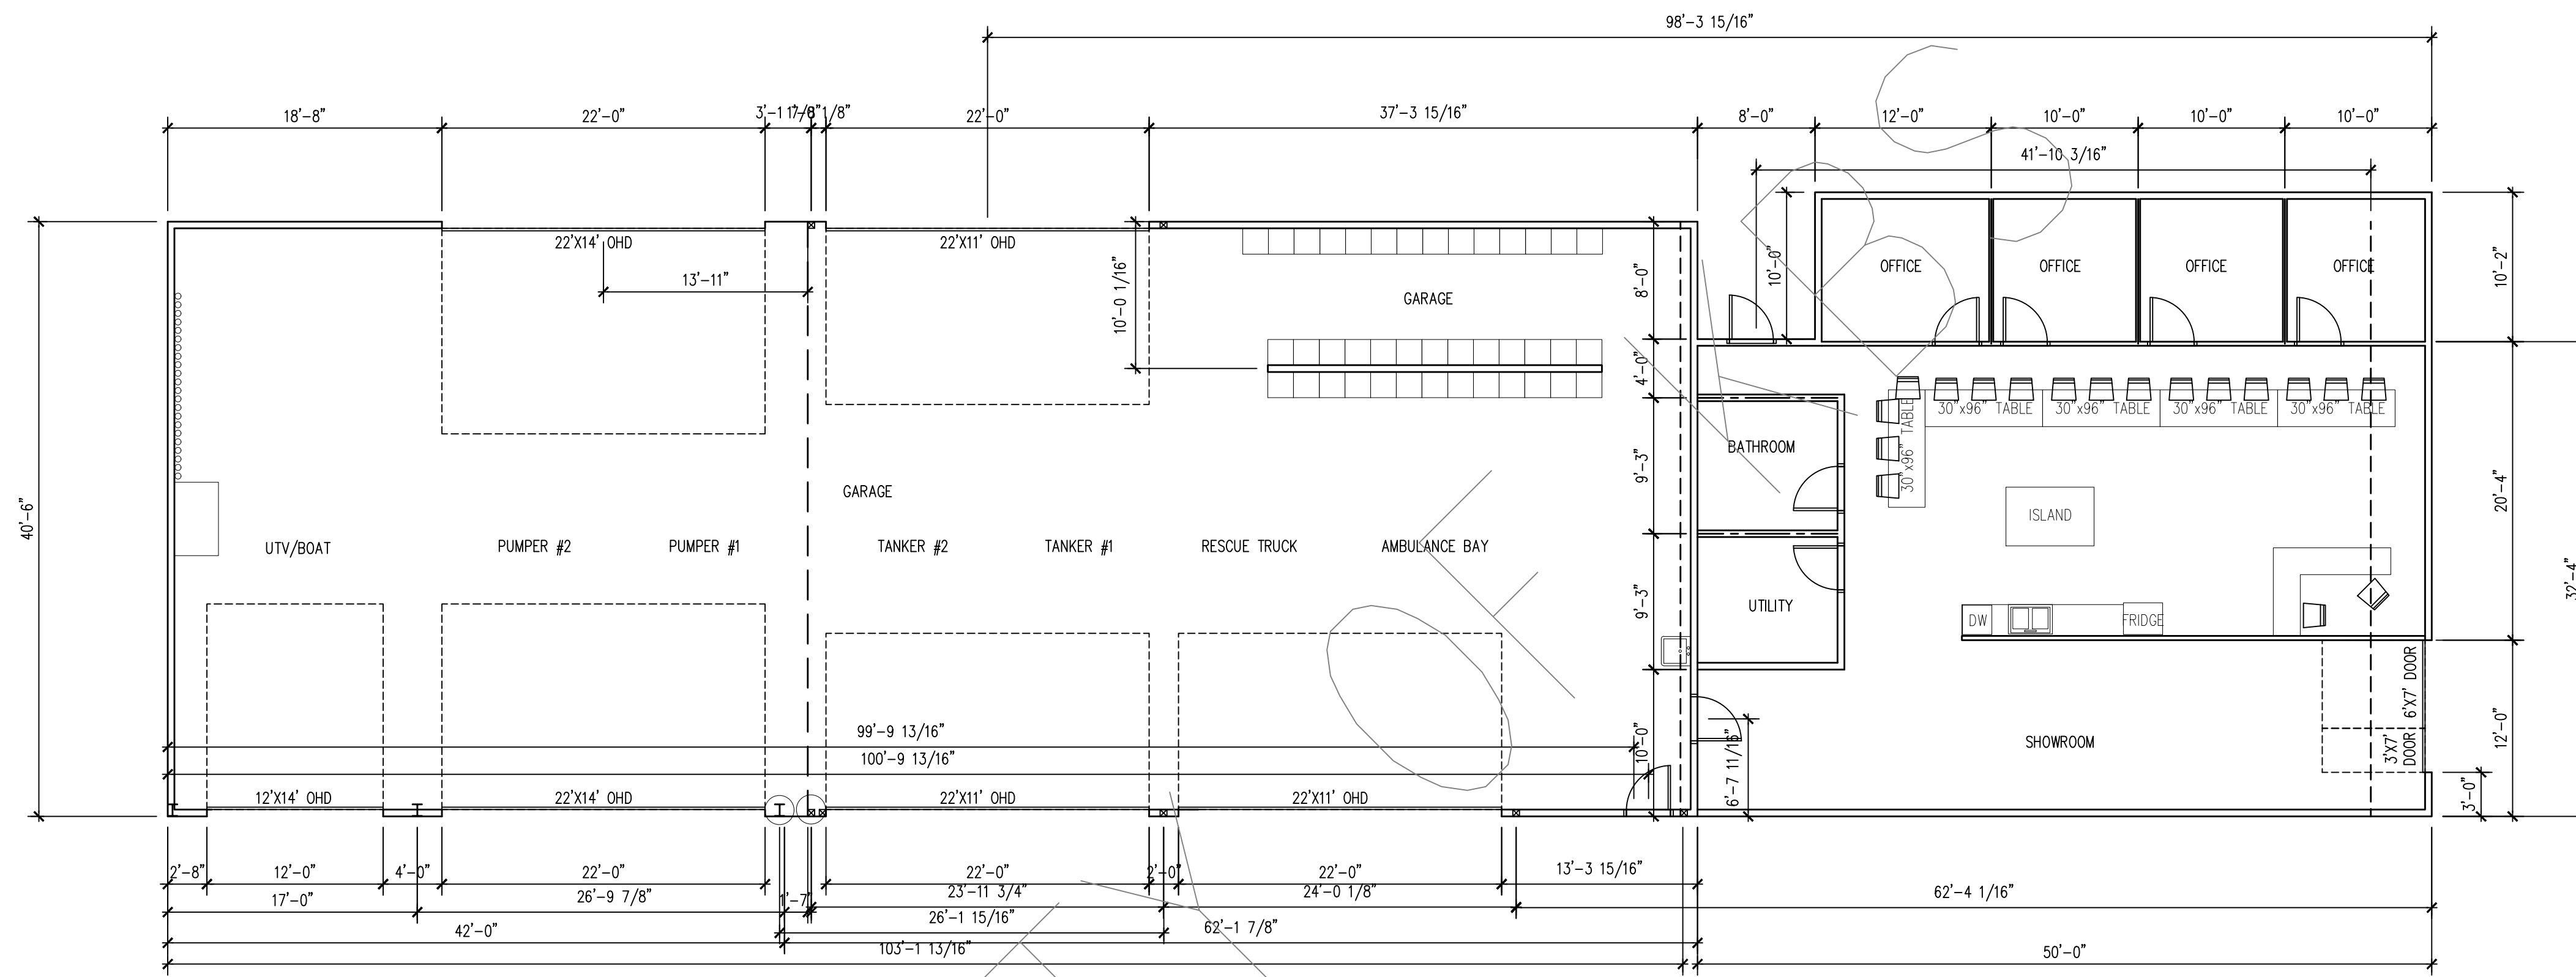 98'-3 15/16"
18'-8"
22'-0"
22'-0"
37'-3 15/16"
8'-0"
12'-0"
10'-0"
10'-0"
10'-0"
41'-10 3/16"
22'X14' OHD
22'X11' OHD
13'-11"
10'-0 1/16"
GARAGE
8'-0"
10'-0"
OFFICE
OFFICE
OFFICE
OFFICE
10'-2"
4'-0"
30"x96" TABLE
30"x96" TABLE
30"x96" TABLE
30"x96" TABLE
30"x96" TABLE
BATHROOM
9'-3"
40'-6"
GARAGE
ISLAND
20'-4"
UTV/BOAT
PUMPER #2
PUMPER #1
TANKER #2
TANKER #1
RESCUE TRUCK
AMBULANCE BAY
9'-3"
UTILITY
DW
FRIDGE
32'-4"
6'X7' DOOR
3'X7'
DOOR
12'-0"
SHOWROOM
99'-9 13/16"
100'-9 13/16"
10'-0"
6'-7 11/16"
3'-0"
12'X14' OHD
22'X14' OHD
22'X11' OHD
22'X11' OHD
2'-8"
12'-0"
4'-0"
22'-0"
22'-0"
2'-0"
22'-0"
13'-3 15/16"
17'-0"
26'-9 7/8"
1'-7"
23'-11 3/4"
24'-0 1/8"
62'-4 1/16"
26'-1 15/16"
42'-0"
62'-1 7/8"
103'-1 13/16"
50'-0"